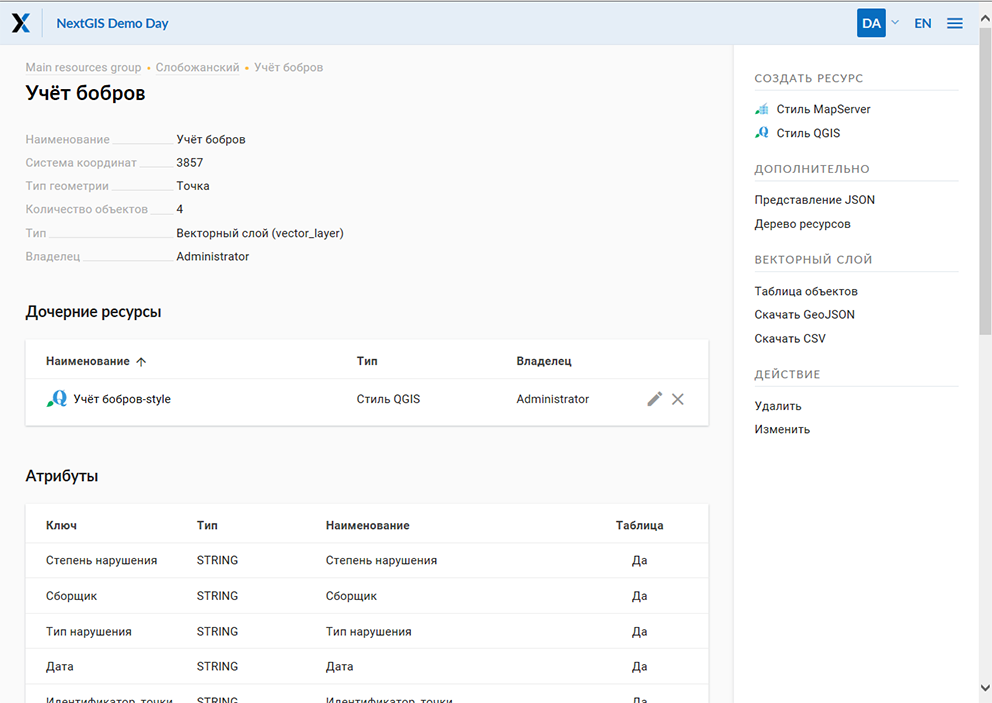 NextGIS Demo Day
DA
EN
Main resources group • Слобожанский • Учёт бобров
Учёт бобров
Наименование Учёт бобров
Система координат 3857
Тип геометрии Точка
Количество объектов 4
Тип Векторный слой (vector_layer)
Владелец Administrator
Дочерние ресурсы
Наименование Тип Владелец
Учёт бобров-style Стиль QGIS Administrator
Атрибуты
Ключ Тип Наименование Таблица
Степень нарушения STRING Степень нарушения Да
Сборщик STRING Сборщик Да
Тип нарушения STRING Тип нарушения Да
Дата STRING Дата Да
Идентификатор_точки STRING Идентификатор_точки Да
СОЗДАТЬ РЕСУРС
Стиль MapServer
Стиль QGIS
ДОПОЛНИТЕЛЬНО
Представление JSON
Дерево ресурсов
ВЕКТОРНЫЙ СЛОЙ
Таблица объектов
Скачать GeoJSON
Скачать CSV
ДЕЙСТВИЕ
Удалить
Изменить